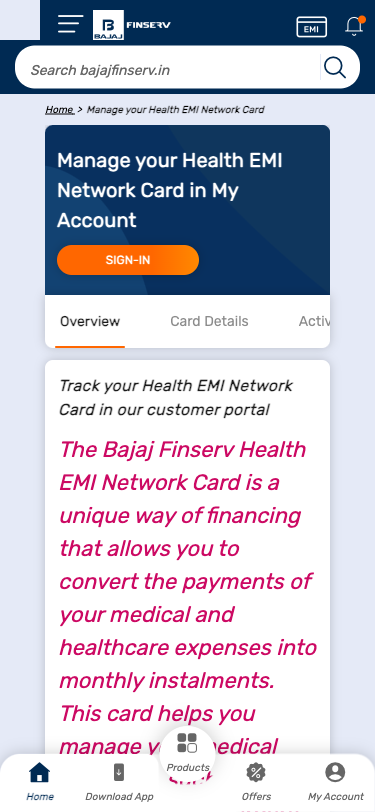 BAJAJ FINSERV
EMI
Search bajajfinserv.in
Home > Manage your Health EMI Network Card
Manage your Health EMI
Network Card in My
Account
SIGN-IN
Overview Card Details Activ
Track your Health EMI Network
Card in our customer portal
The Bajaj Finserv Health
EMI Network Card is a
unique way of financing
that allows you to
convert the payments of
your medical and
healthcare expenses into
monthly instalments.
This card helps you
manage medical
Products
Home Download App Offers My Account